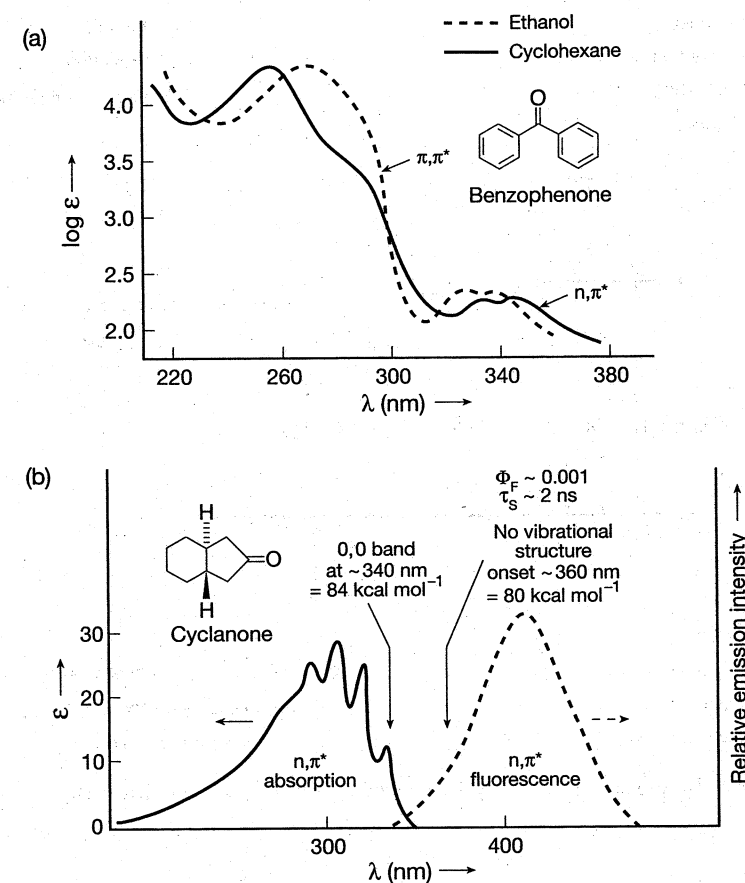 (a)
Ethanol
Cyclohexane
4.0
3.5
3.0
2.5
2.0
log ε
π,π*
O
Benzophenone
n,π*
220
260
300
340
380
λ (nm)
(b)
ΦF ~ 0.001
τS ~ 2 ns
No vibrational
structure
onset ~360 nm
= 80 kcal mol⁻¹
0,0 band
at ~340 nm
= 84 kcal mol⁻¹
H
O
H
Cyclanone
30
20
10
0
ε
n,π*
absorption
n,π*
fluorescence
Relative emission intensity
300
400
λ (nm)